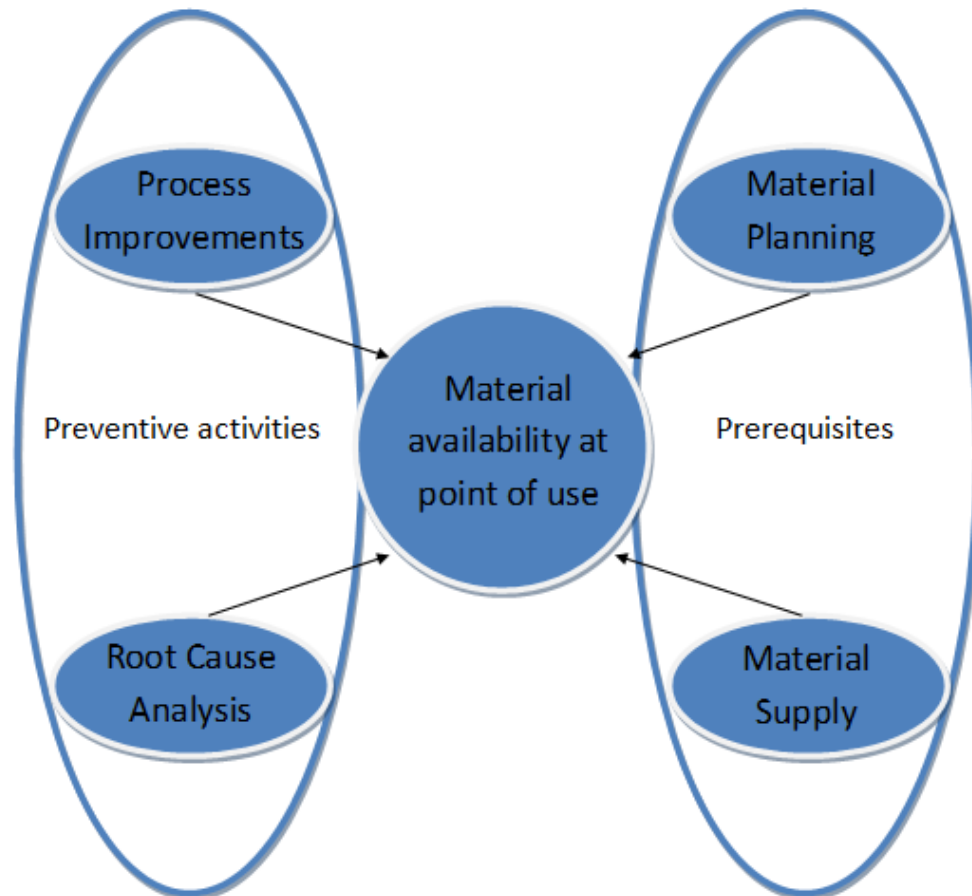 Process
Improvements
Material
Planning
Preventive activities
Material
availability at
point of use
Prerequisites
Root Cause
Analysis
Material
Supply